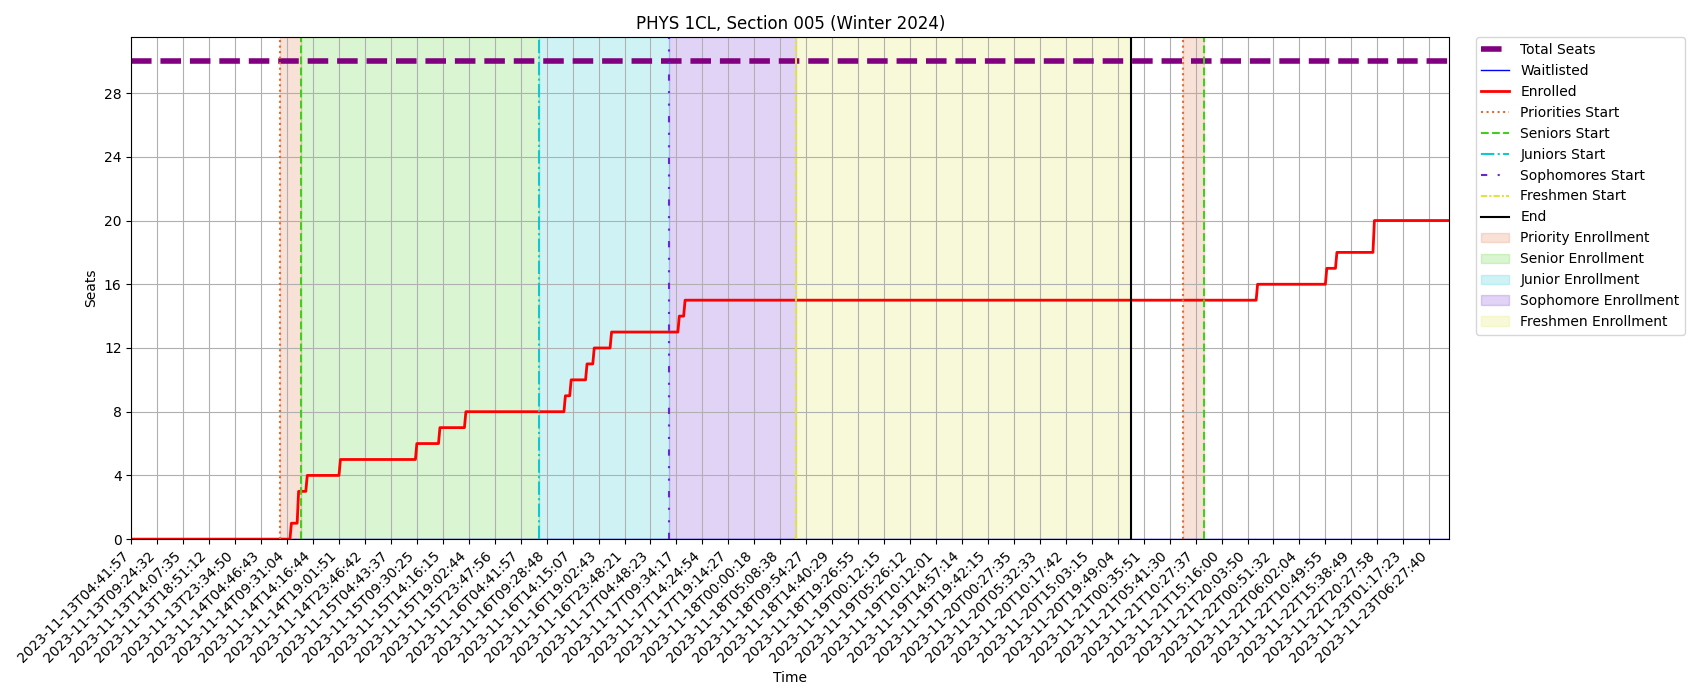 PHYS 1CL, Section 005 (Winter 2024)
Seats
28
24
20
16
12
8
4
0
2023-11-13T04:41:57
2023-11-13T09:24:32
2023-11-13T14:07:35
2023-11-13T18:51:12
2023-11-13T23:34:50
2023-11-14T04:46:43
2023-11-14T09:31:04
2023-11-14T14:16:44
2023-11-14T19:01:51
2023-11-14T23:46:42
2023-11-15T04:43:37
2023-11-15T09:30:25
2023-11-15T14:16:15
2023-11-15T19:02:44
2023-11-15T23:47:56
2023-11-16T04:41:57
2023-11-16T09:28:48
2023-11-16T14:15:07
2023-11-16T19:02:43
2023-11-16T23:48:21
2023-11-17T04:48:23
2023-11-17T09:34:17
2023-11-17T14:24:54
2023-11-17T19:14:27
2023-11-18T00:00:18
2023-11-18T05:08:38
2023-11-18T09:54:27
2023-11-18T14:40:29
2023-11-18T19:26:55
2023-11-19T00:12:15
2023-11-19T05:26:12
2023-11-19T10:12:01
2023-11-19T14:57:14
2023-11-19T19:42:15
2023-11-20T00:27:35
2023-11-20T05:32:33
2023-11-20T10:17:42
2023-11-20T15:03:15
2023-11-20T19:49:04
2023-11-21T00:35:51
2023-11-21T05:41:30
2023-11-21T10:27:37
2023-11-21T15:16:00
2023-11-21T20:03:50
2023-11-22T00:51:32
2023-11-22T06:02:04
2023-11-22T10:49:55
2023-11-22T15:38:49
2023-11-22T20:27:58
2023-11-23T01:17:23
2023-11-23T06:27:40
Time
Total Seats
Waitlisted
Enrolled
Priorities Start
Seniors Start
Juniors Start
Sophomores Start
Freshmen Start
End
Priority Enrollment
Senior Enrollment
Junior Enrollment
Sophomore Enrollment
Freshmen Enrollment